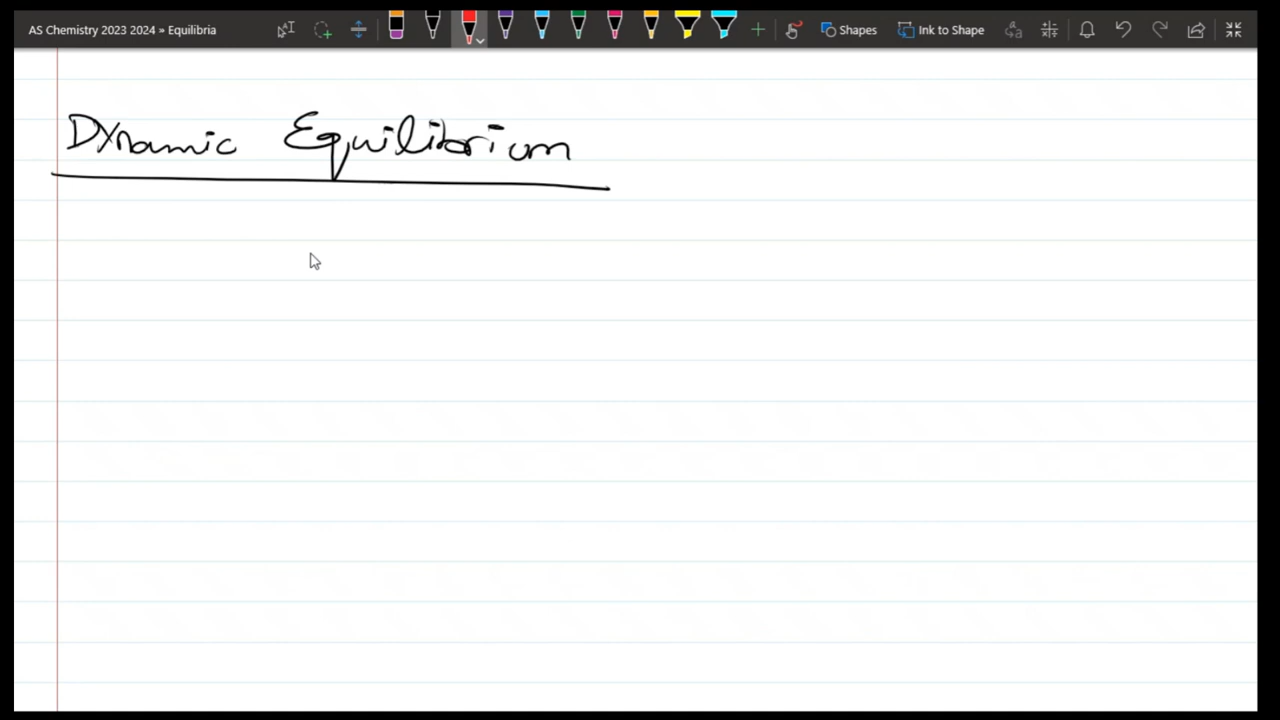 AS Chemistry 2023 2024 » Equilibria
Shapes
Ink to Shape
Dynamic Equilibrium